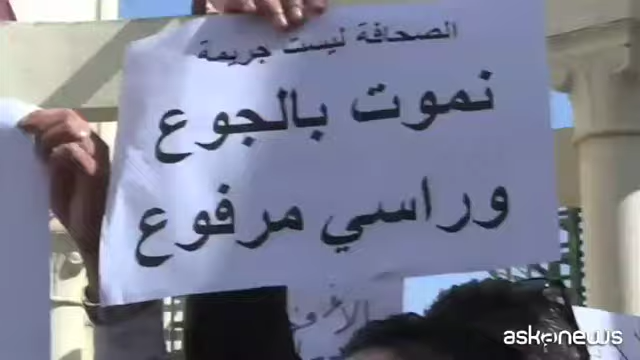 الصحافة ليست جريمة
نموت بالجوع
وراسي مرفوع
askanews